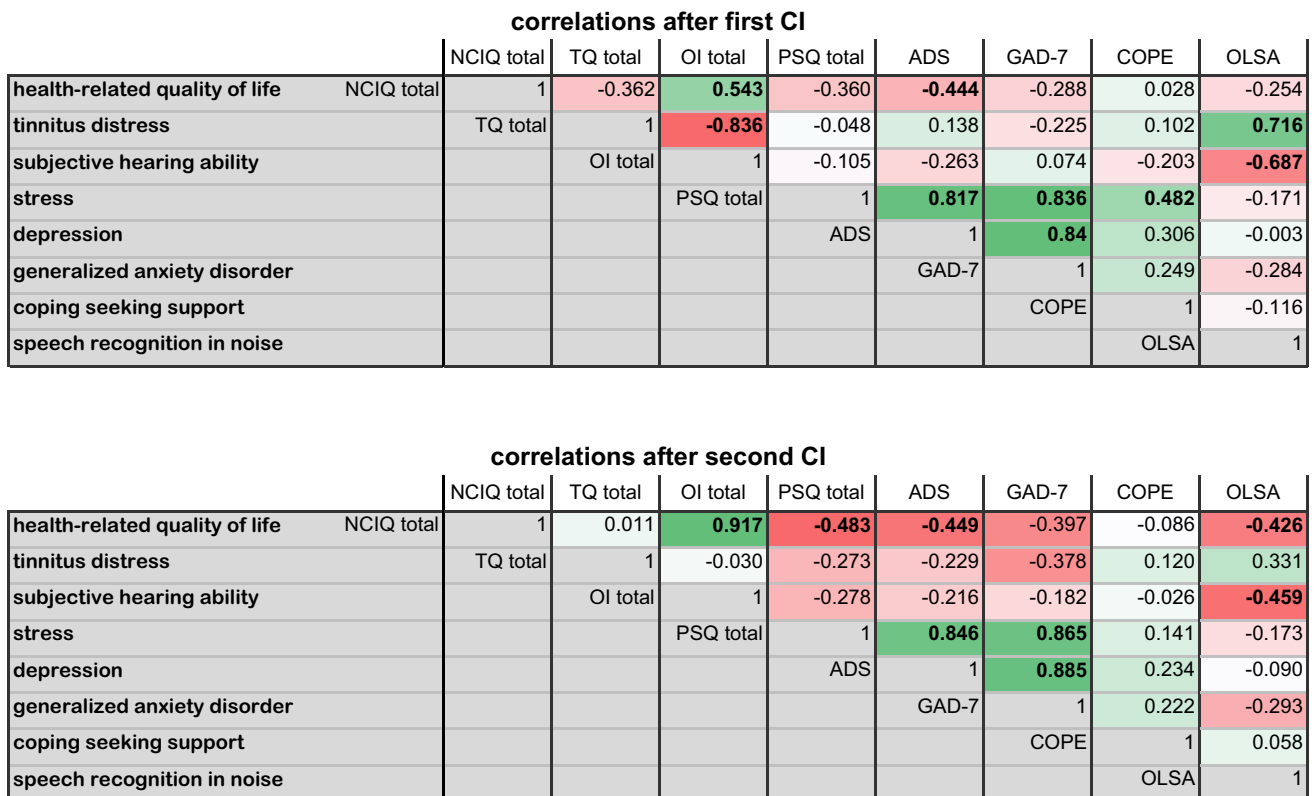 correlations after first CI
NCIQ total TQ total OI total PSQ total ADS GAD-7 COPE OLSA
health-related quality of life NCIQ total 1 -0.362 0.543 -0.360 -0.444 -0.288 0.028 -0.254
tinnitus distress TQ total 1 -0.836 -0.048 0.138 -0.225 0.102 0.716
subjective hearing ability OI total 1 -0.105 -0.263 0.074 -0.203 -0.687
stress PSQ total 1 0.817 0.836 0.482 -0.171
depression ADS 1 0.84 0.306 -0.003
generalized anxiety disorder GAD-7 1 0.249 -0.284
coping seeking support COPE 1 -0.116
speech recognition in noise OLSA 1
correlations after second CI
NCIQ total TQ total OI total PSQ total ADS GAD-7 COPE OLSA
health-related quality of life NCIQ total 1 0.011 0.917 -0.483 -0.449 -0.397 -0.086 -0.426
tinnitus distress TQ total 1 -0.030 -0.273 -0.229 -0.378 0.120 0.331
subjective hearing ability OI total 1 -0.278 -0.216 -0.182 -0.026 -0.459
stress PSQ total 1 0.846 0.865 0.141 -0.173
depression ADS 1 0.885 0.234 -0.090
generalized anxiety disorder GAD-7 1 0.222 -0.293
coping seeking support COPE 1 0.058
speech recognition in noise OLSA 1